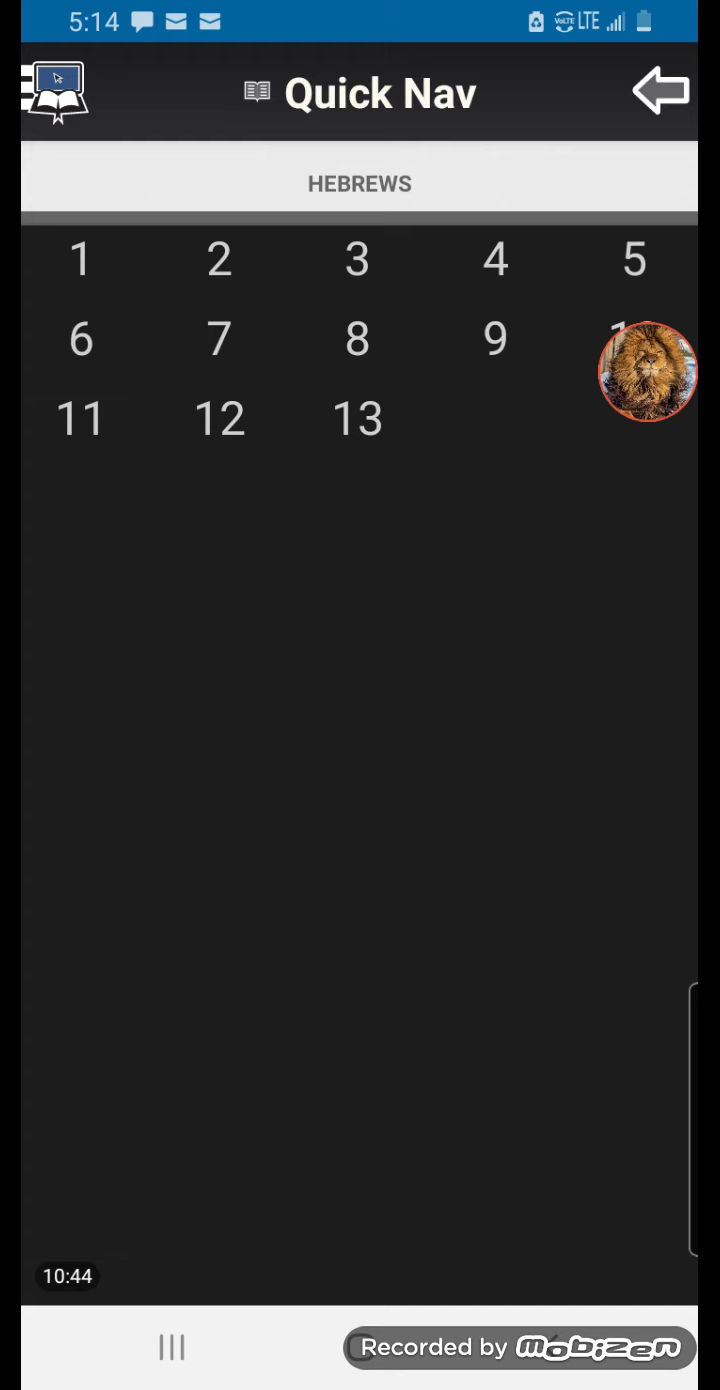 5:14 VoLTE LTE
Quick Nav
HEBREWS
1 2 3 4 5
6 7 8 9
11 12 13
10:44
Recorded by mobizen